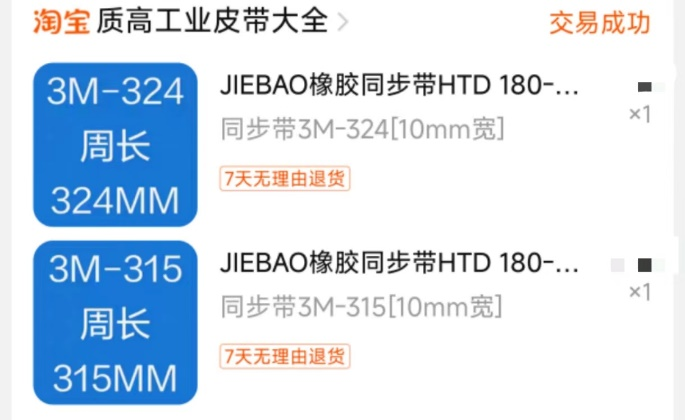 淘宝 质高工业皮带大全
交易成功
3M-324
周长
324MM
JIEBAO橡胶同步带HTD 180-...
同步带3M-324[10mm宽]
×1
7天无理由退货
3M-315
周长
315MM
JIEBAO橡胶同步带HTD 180-...
同步带3M-315[10mm宽]
×1
7天无理由退货